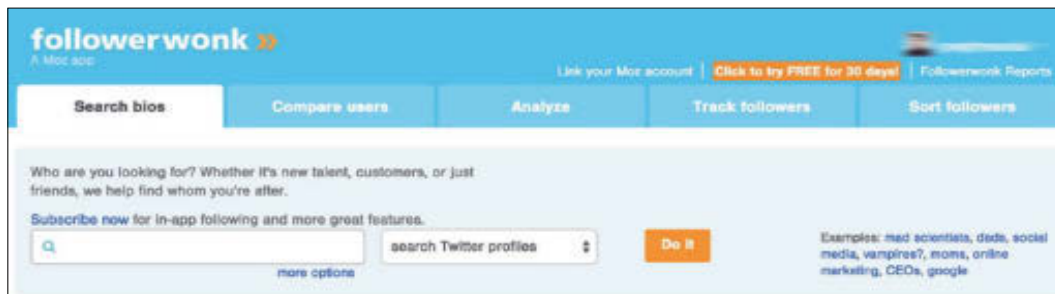 followerwonk »
A Moz app
Link your Moz account | Click to try FREE for 30 days! | Followerwonk Reports
Search bios Compare users Analyze Track followers Sort followers
Who are you looking for? Whether it's new talent, customers, or just
friends, we help find whom you're after.
Subscribe now for in-app following and more great features.
search Twitter profiles Do it
more options
Examples: mad scientists, dads, social
media, vampires?, moms, online
marketing, CEOs, google